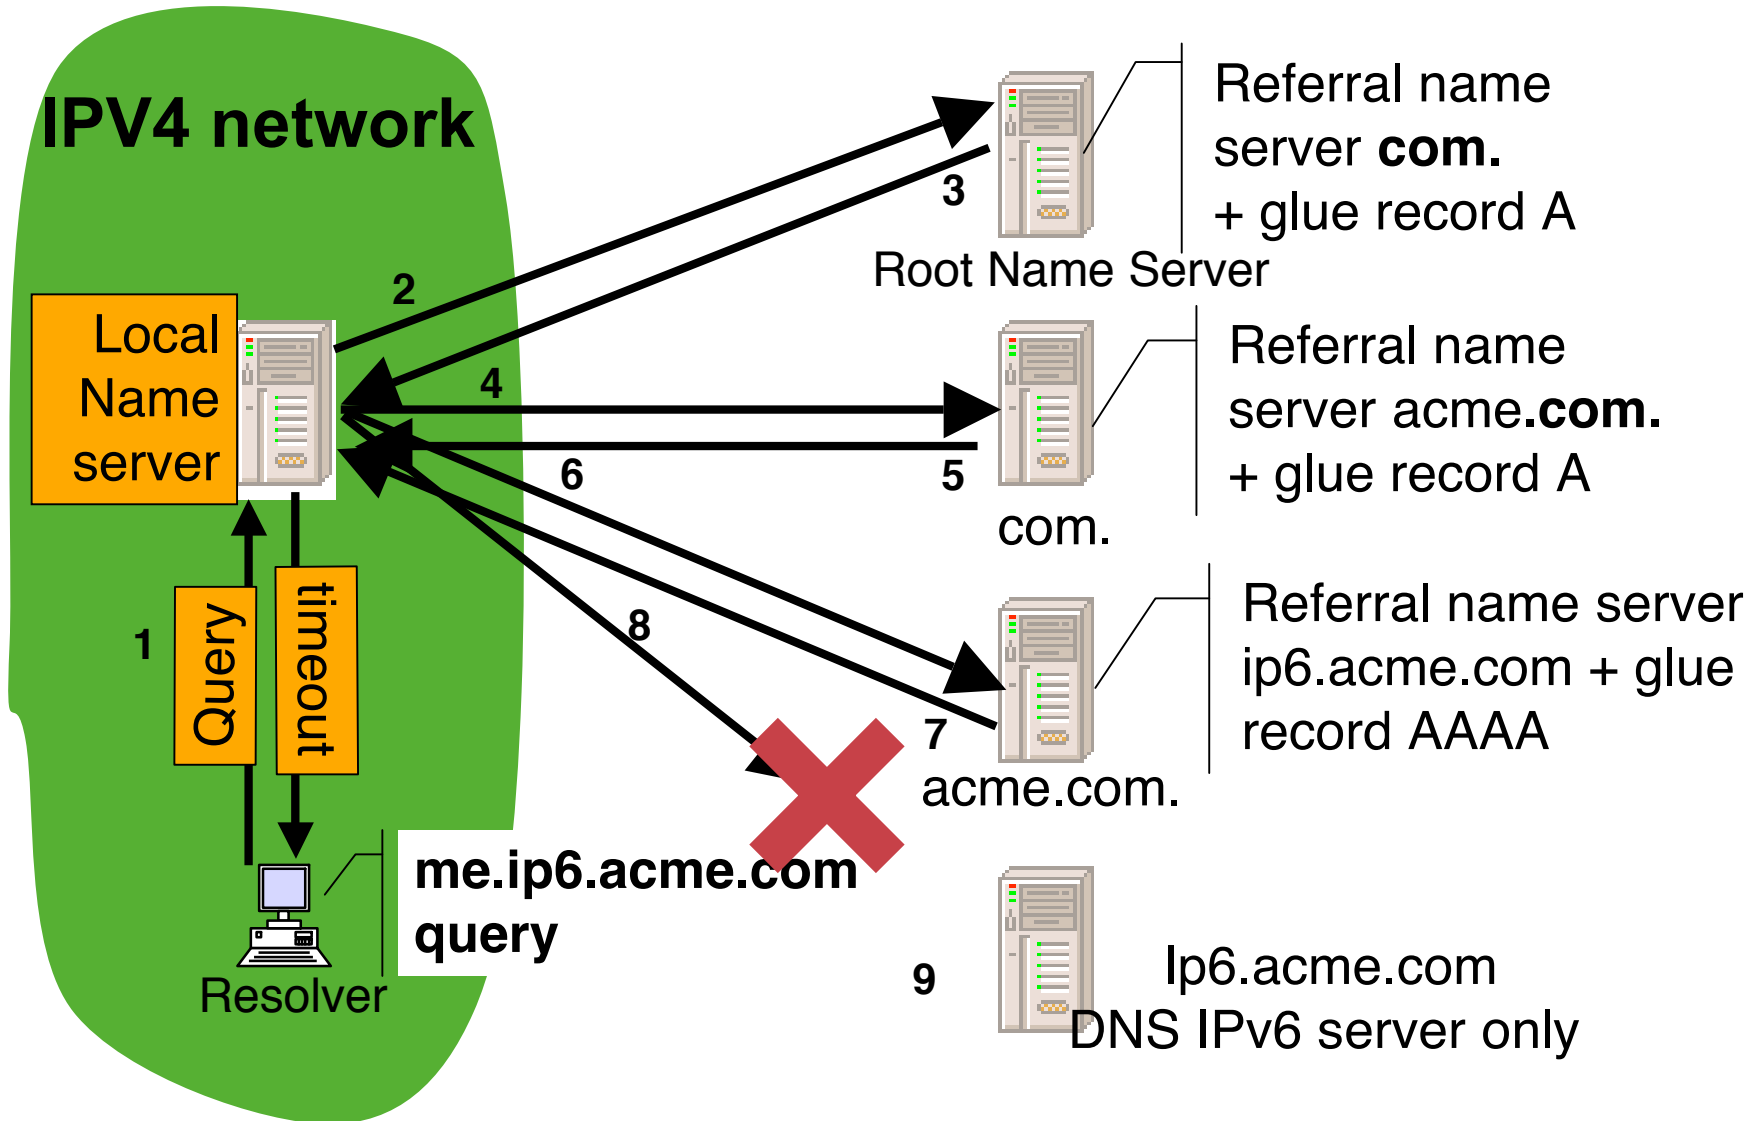 IPV4 network
Referral name
server com.
+ glue record A
3
Root Name Server
2
Local
Name
server
4
Referral name
server acme.com.
+ glue record A
6
5
com.
1
Query
timeout
8
Referral name server
ip6.acme.com + glue
record AAAA
7
acme.com.
me.ip6.acme.com
query
Resolver
9
Ip6.acme.com
DNS IPv6 server only